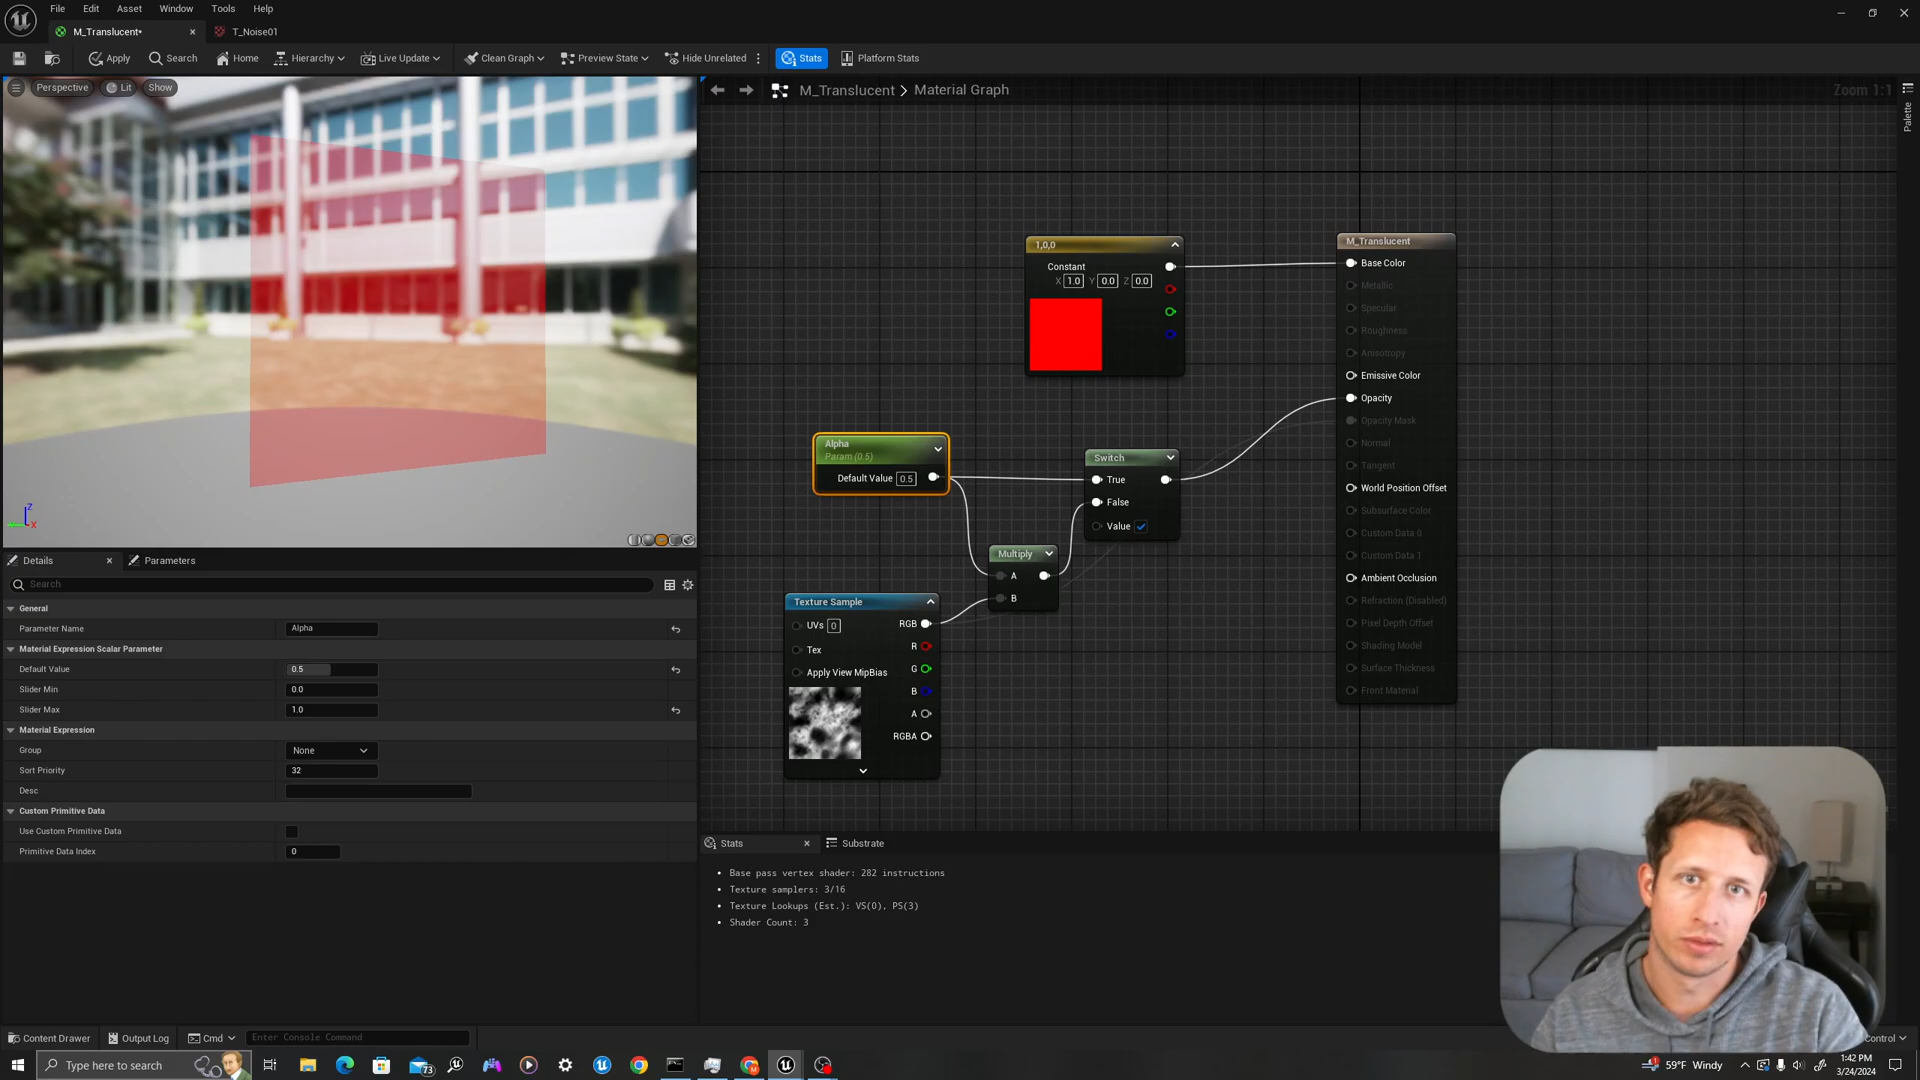 File Edit Asset Window Tools Help
M_Translucent• T_Noise01
Apply Search Home Hierarchy Live Update Clean Graph Preview State Hide Unrelated Stats Platform Stats
Perspective Lit Show
M_Translucent > Material Graph Zoom 1:1
Palette
1,0,0
Constant
X 1.0 Y 0.0 Z 0.0
M_Translucent
Base Color
Metallic
Specular
Roughness
Anisotropy
Emissive Color
Opacity
Opacity Mask
Normal
Tangent
World Position Offset
Subsurface Color
Custom Data 0
Custom Data 1
Ambient Occlusion
Refraction (Disabled)
Pixel Depth Offset
Shading Model
Surface Thickness
Front Material
Alpha
Param (0.5)
Default Value 0.5
Switch
True
False
Value
Multiply
A
B
Texture Sample
UVs 0 RGB
R
Tex
G
Apply View MipBias
B
A
RGBA
Z
X
Details Parameters
Search
General
Parameter Name Alpha
Material Expression Scalar Parameter
Default Value 0.5
Slider Min 0.0
Slider Max 1.0
Material Expression
Group None
Sort Priority 32
Desc
Custom Primitive Data
Use Custom Primitive Data
Primitive Data Index 0
Stats Substrate
Base pass vertex shader: 282 instructions
Texture samplers: 3/16
Texture Lookups (Est.): VS(0), PS(3)
Shader Count: 3
Content Drawer Output Log Cmd Enter Console Command
Control
Type here to search
73
59°F Windy
1:42 PM
3/24/2024